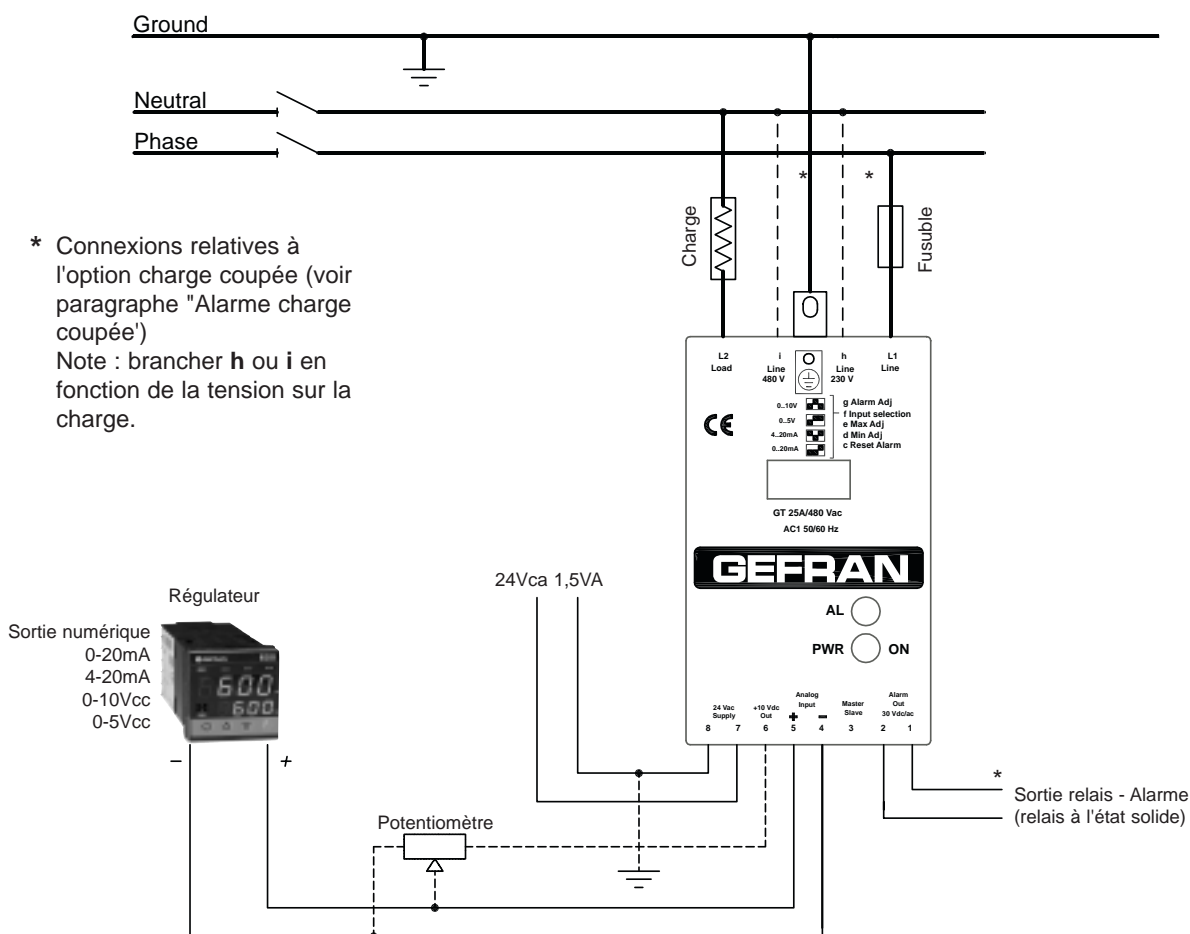 Ground
Neutral
Phase
*
*
Charge
Fusuble
* Connexions relatives à
l'option charge coupée (voir
paragraphe "Alarme charge
coupée')
Note : brancher h ou i en
fonction de la tension sur la
charge.
L2
Load
i
Line
480 V
h
Line
230 V
L1
Line
0..10V
0..5V
4..20mA
0..20mA
g Alarm Adj
f Input selection
e Max Adj
d Min Adj
c Reset Alarm
CE
GT 25A/480 Vac
AC1 50/60 Hz
GEFRAN
AL
PWR ON
24Vca 1,5VA
Régulateur
Sortie numérique
0-20mA
4-20mA
0-10Vcc
0-5Vcc
600
600
– +
24 Vac
Supply
+10 Vdc
Out
Analog
Input
+ –
Master
Slave
Alarm
Out
30 Vdc/ac
8 7 6 5 4 3 2 1
*
Sortie relais - Alarme
(relais à l'état solide)
Potentiomètre